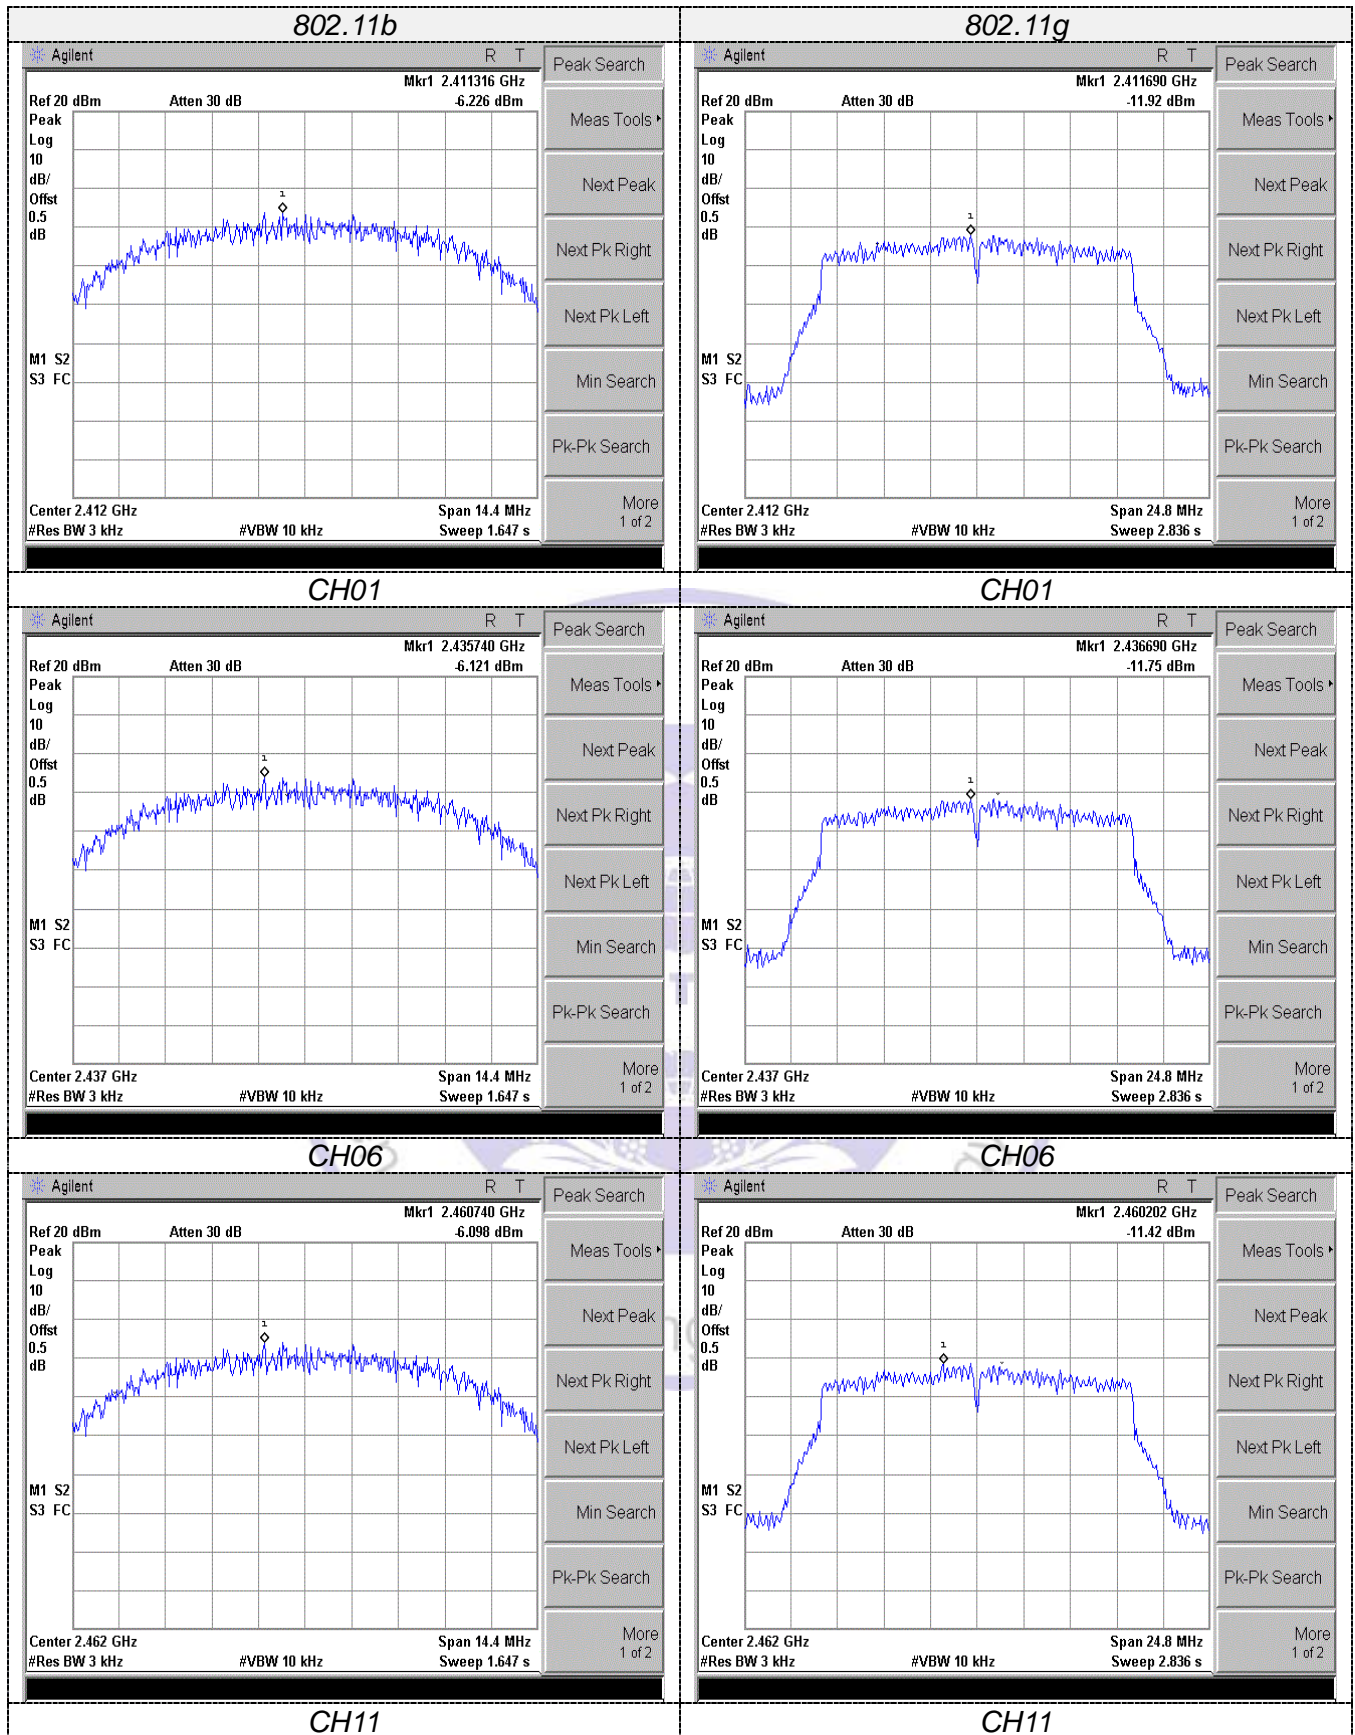 802.11b
802.11g
Agilent R T
Peak Search
Mkr1 2.411316 GHz
Ref 20 dBm Atten 30 dB -6.226 dBm
Peak
Log
10
dB/
Offst
0.5
dB
1
M1 S2
S3 FC
Center 2.412 GHz Span 14.4 MHz
#Res BW 3 kHz #VBW 10 kHz Sweep 1.647 s
Meas Tools
Next Peak
Next Pk Right
Next Pk Left
Min Search
Pk-Pk Search
More
1 of 2
Agilent R T
Peak Search
Mkr1 2.411690 GHz
Ref 20 dBm Atten 30 dB -11.92 dBm
Peak
Log
10
dB/
Offst
0.5
dB
1
M1 S2
S3 FC
Center 2.412 GHz Span 24.8 MHz
#Res BW 3 kHz #VBW 10 kHz Sweep 2.836 s
Meas Tools
Next Peak
Next Pk Right
Next Pk Left
Min Search
Pk-Pk Search
More
1 of 2
CH01
CH01
Agilent R T
Peak Search
Mkr1 2.435740 GHz
Ref 20 dBm Atten 30 dB -6.121 dBm
Peak
Log
10
dB/
Offst
0.5
dB
1
M1 S2
S3 FC
Center 2.437 GHz Span 14.4 MHz
#Res BW 3 kHz #VBW 10 kHz Sweep 1.647 s
Meas Tools
Next Peak
Next Pk Right
Next Pk Left
Min Search
Pk-Pk Search
More
1 of 2
Agilent R T
Peak Search
Mkr1 2.436690 GHz
Ref 20 dBm Atten 30 dB -11.75 dBm
Peak
Log
10
dB/
Offst
0.5
dB
1
M1 S2
S3 FC
Center 2.437 GHz Span 24.8 MHz
#Res BW 3 kHz #VBW 10 kHz Sweep 2.836 s
Meas Tools
Next Peak
Next Pk Right
Next Pk Left
Min Search
Pk-Pk Search
More
1 of 2
CH06
CH06
Agilent R T
Peak Search
Mkr1 2.460740 GHz
Ref 20 dBm Atten 30 dB -6.098 dBm
Peak
Log
10
dB/
Offst
0.5
dB
1
M1 S2
S3 FC
Center 2.462 GHz Span 14.4 MHz
#Res BW 3 kHz #VBW 10 kHz Sweep 1.647 s
Meas Tools
Next Peak
Next Pk Right
Next Pk Left
Min Search
Pk-Pk Search
More
1 of 2
Agilent R T
Peak Search
Mkr1 2.460202 GHz
Ref 20 dBm Atten 30 dB -11.42 dBm
Peak
Log
10
dB/
Offst
0.5
dB
1
M1 S2
S3 FC
Center 2.462 GHz Span 24.8 MHz
#Res BW 3 kHz #VBW 10 kHz Sweep 2.836 s
Meas Tools
Next Peak
Next Pk Right
Next Pk Left
Min Search
Pk-Pk Search
More
1 of 2
CH11
CH11